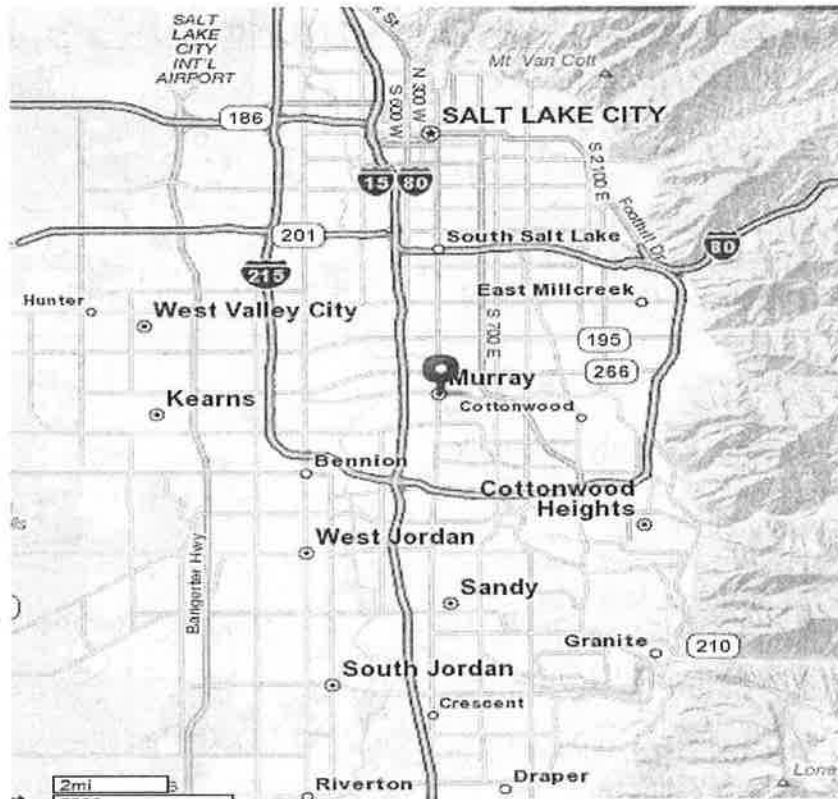 SALT
LAKE
CITY
INT'L
AIRPORT
Mt Van Cott
186
S 600 W
N 300 W
SALT LAKE CITY
S 2100 E
15
80
Foothill Dr
201
South Salt Lake
80
215
Hunter
East Millcreek
West Valley City
S 700 E
195
266
Murray
Kearns
Cottonwood
Bennion
Cottonwood
Heights
West Jordan
Bangerter Hwy
Sandy
Granite
210
South Jordan
Crescent
2mi
Riverton
Draper
Lone